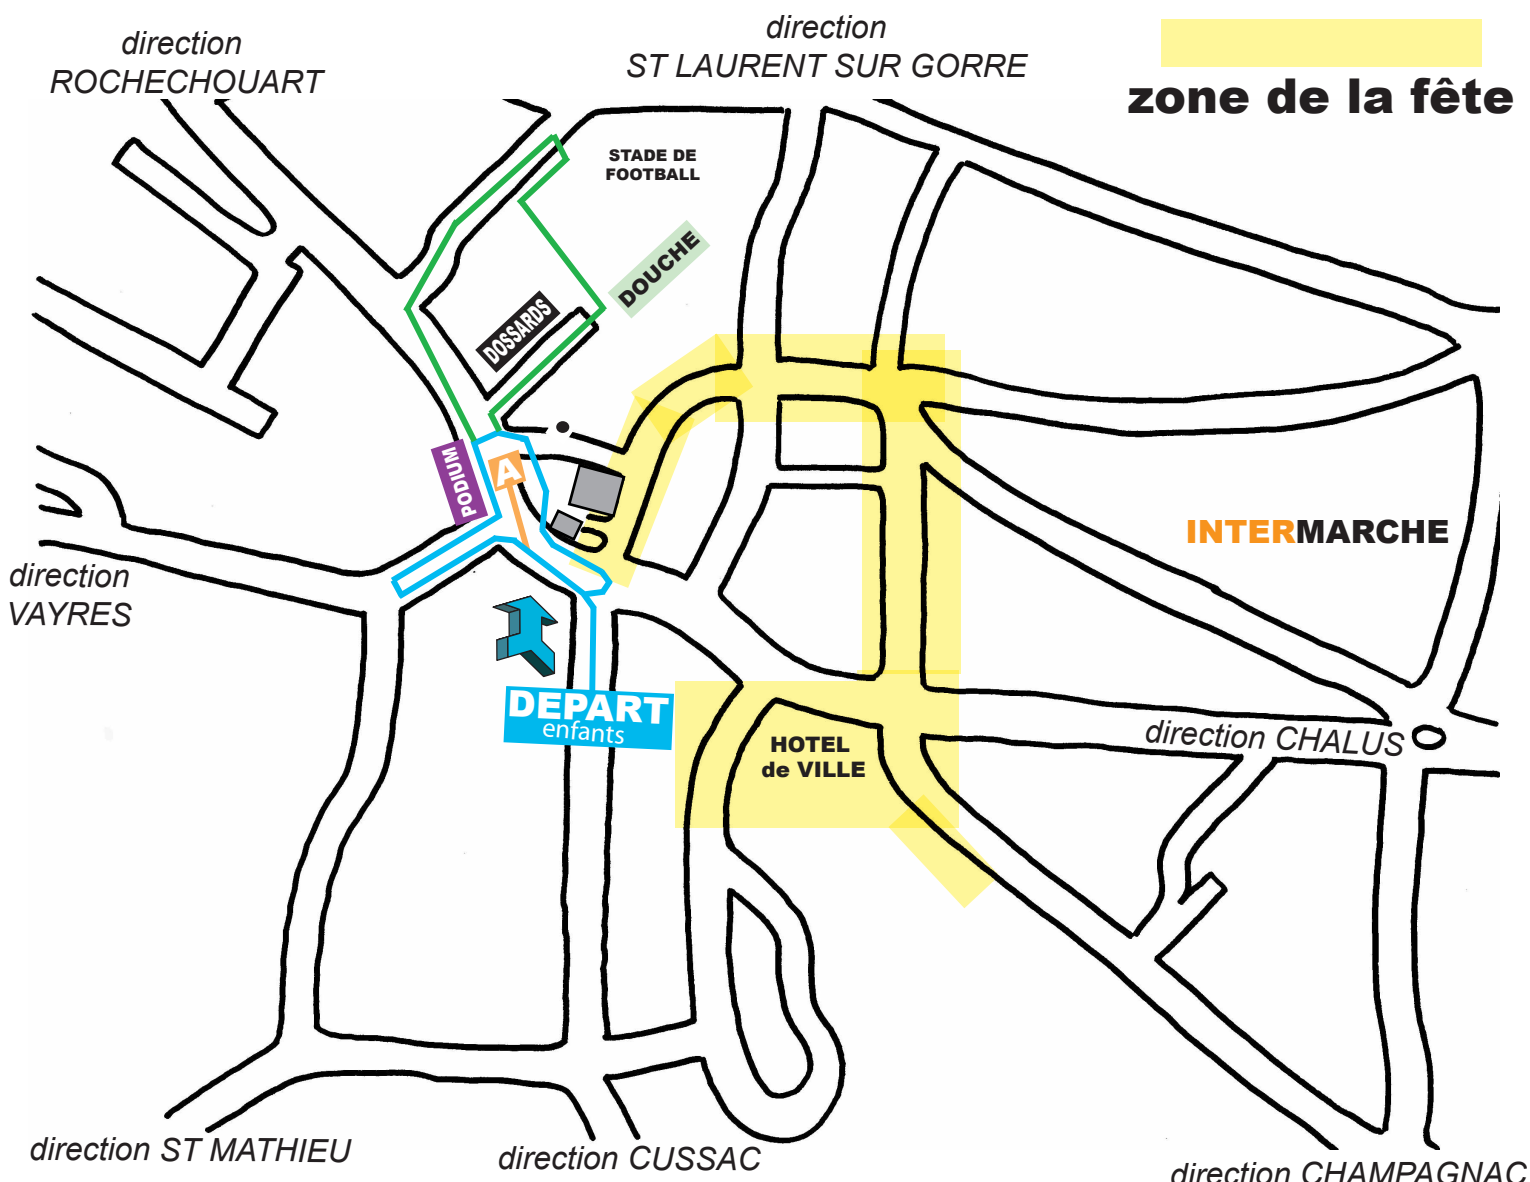 direction
ROCHECHOUART
direction
ST LAURENT SUR GORRE
zone de la fête
STADE DE
FOOTBALL
DOUCHE
DOSSARDS
PODIUM
A
INTERMARCHE
direction
VAYRES
DEPART
enfants
HOTEL
de VILLE
direction CHALUS
direction ST MATHIEU
direction CUSSAC
direction CHAMPAGNAC